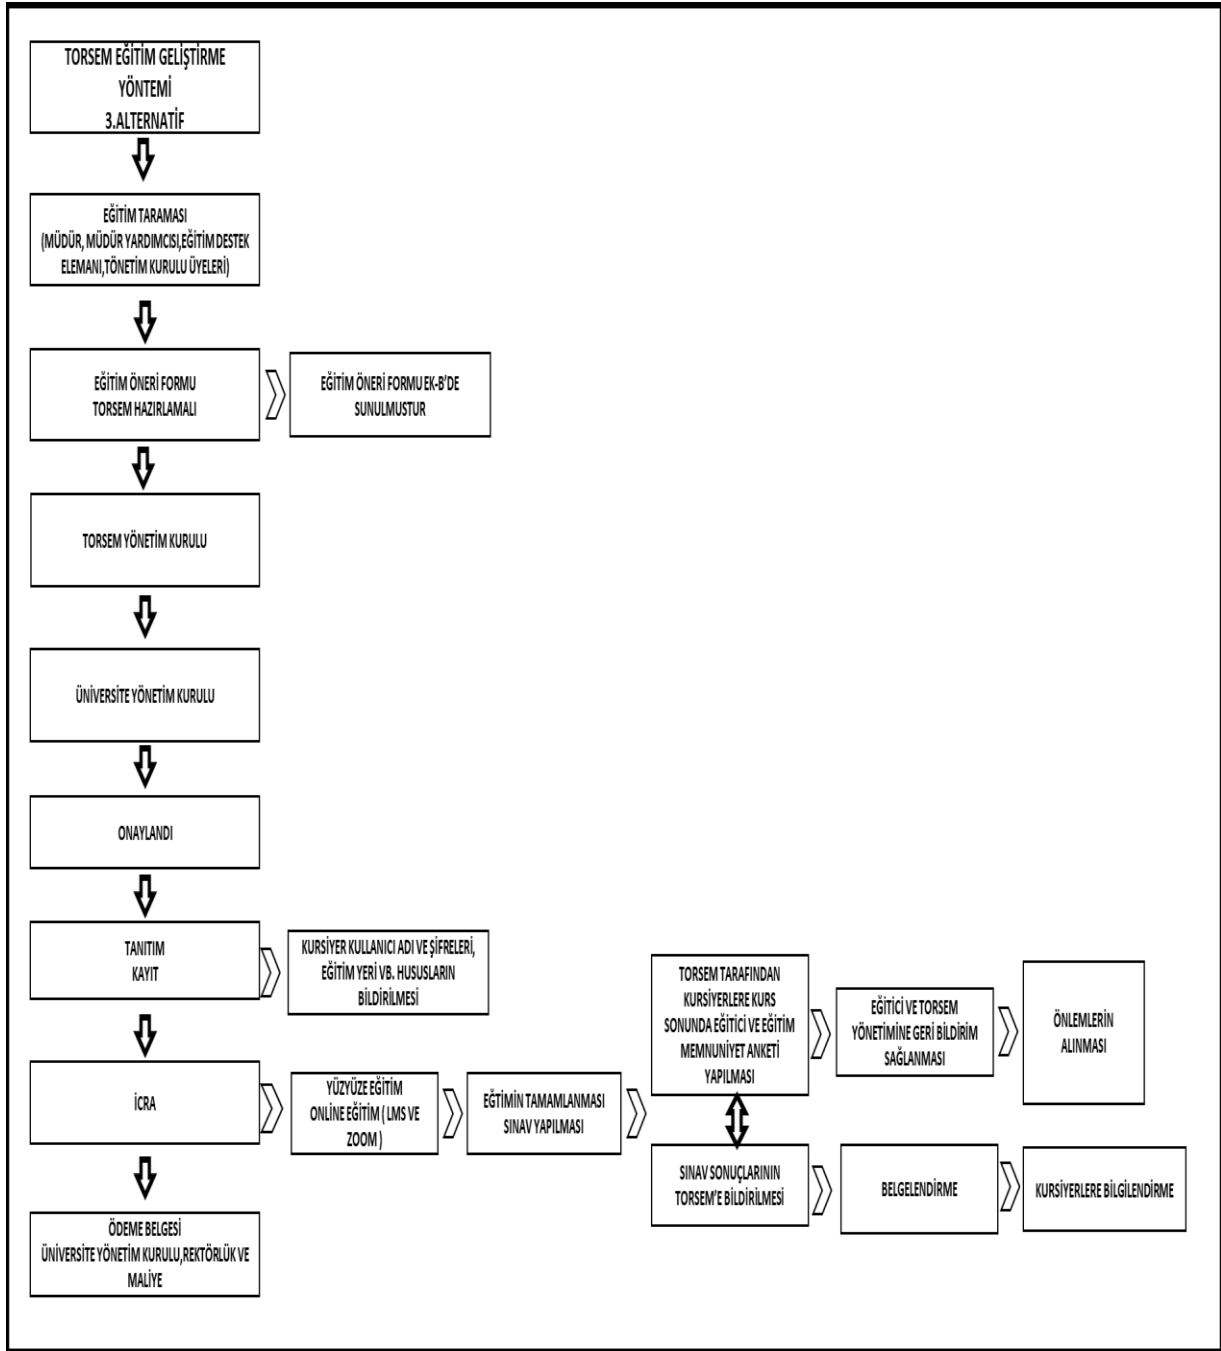 TORSEM EĞİTİM GELİŞTİRME
YÖNTEMİ
3.ALTERNATİF
EĞİTİM TARAMASI
(MÜDÜR, MÜDÜR YARDIMCISI,EĞİTİM DESTEK
ELEMANI,TÖNETİM KURULU ÜYELERİ)
EĞİTİM ÖNERİ FORMU
TORSEM HAZIRLAMALI
EĞİTİM ÖNERİ FORMU EK-B'DE
SUNULMUSTUR
TORSEM YÖNETİM KURULU
ÜNİVERSİTE YÖNETİM KURULU
ONAYLANDI
TANITIM
KAYIT
KURSİYER KULLANICI ADI VE ŞİFRELERİ,
EĞİTİM YERİ VB. HUSUSLARIN
BİLDİRİLMESİ
İCRA
YÜZYÜZE EĞİTİM
ONLINE EĞİTİM ( LMS VE
ZOOM )
EĞTİMİN TAMAMLANMASI
SINAV YAPILMASI
TORSEM TARAFINDAN
KURSİYERLERE KURS
SONUNDA EĞİTİCİ VE EĞİTİM
MEMNUNİYET ANKETİ
YAPILMASI
EĞİTİCİ VE TORSEM
YÖNETİMİNE GERİ BİLDİRİM
SAĞLANMASI
ÖNLEMLERİN
ALINMASI
SINAV SONUÇLARININ
TORSEM'E BİLDİRİLMESİ
BELGELENDİRME
KURSİYERLERE BİLGİLENDİRME
ÖDEME BELGESİ
ÜNİVERSİTE YÖNETİM KURULU,REKTÖRLÜK VE
MALİYE